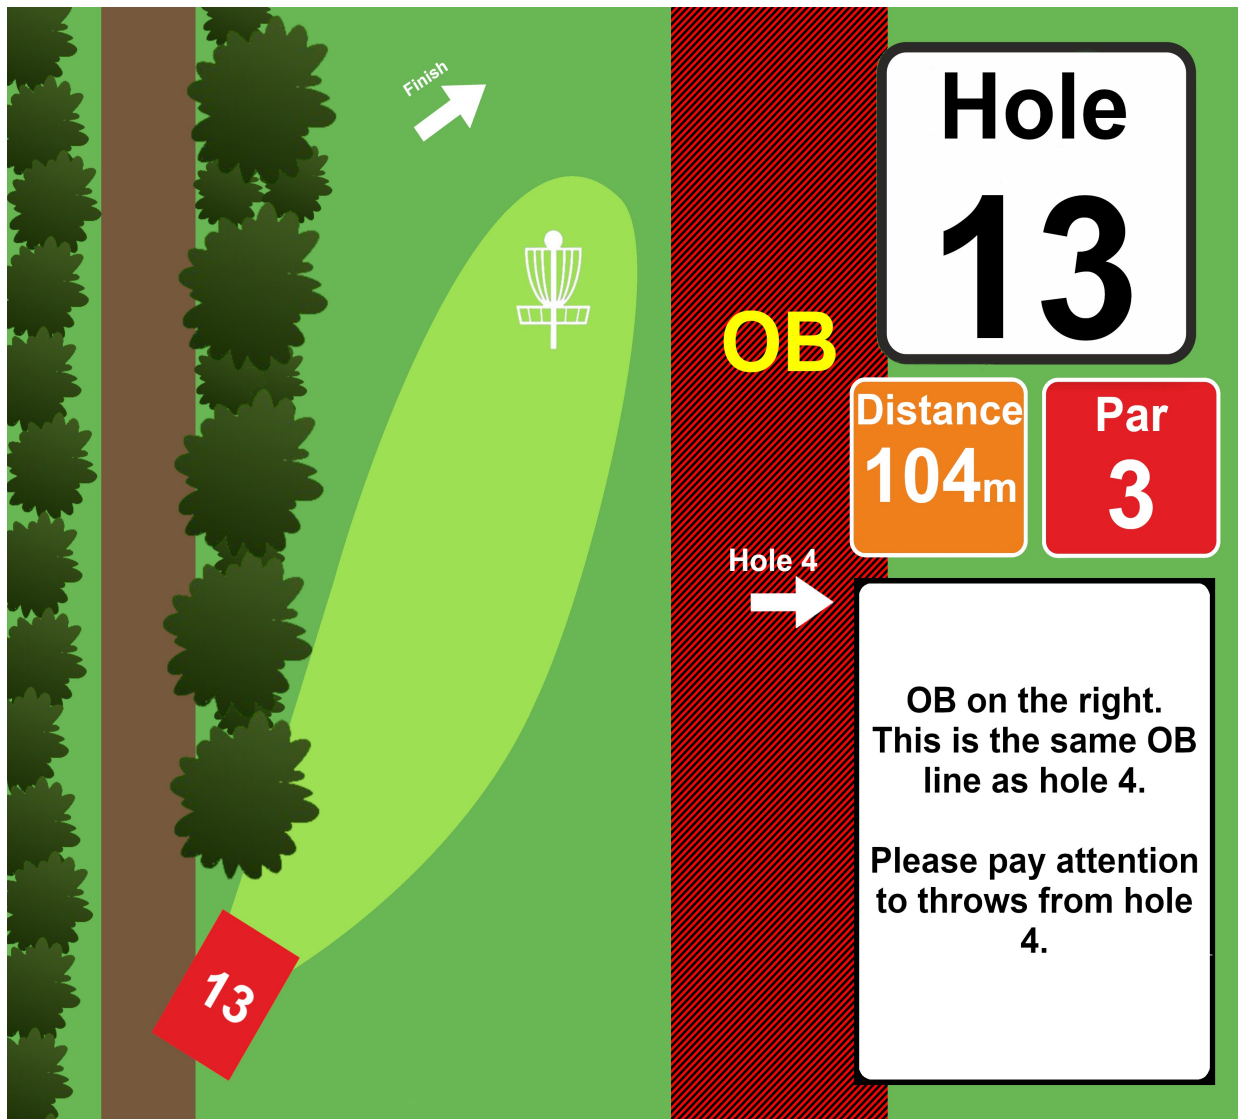 Finish
Hole
13
OB
Distance
104m
Par
3
Hole 4
OB on the right.
This is the same OB
line as hole 4.
Please pay attention
to throws from hole
4.
13